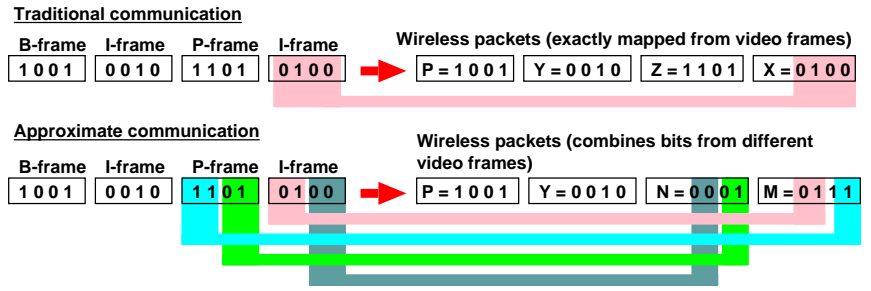 Traditional communication
B-frame I-frame P-frame I-frame
Wireless packets (exactly mapped from video frames)
1 0 0 1 0 0 1 0 1 1 0 1 0 1 0 0 P = 1 0 0 1 Y = 0 0 1 0 Z = 1 1 0 1 X = 0 1 0 0
Approximate communication
Wireless packets (combines bits from different
video frames)
B-frame I-frame P-frame I-frame
1 0 0 1 0 0 1 0 1 1 0 1 0 1 0 0 P = 1 0 0 1 Y = 0 0 1 0 N = 0 0 0 1 M = 0 1 1 1